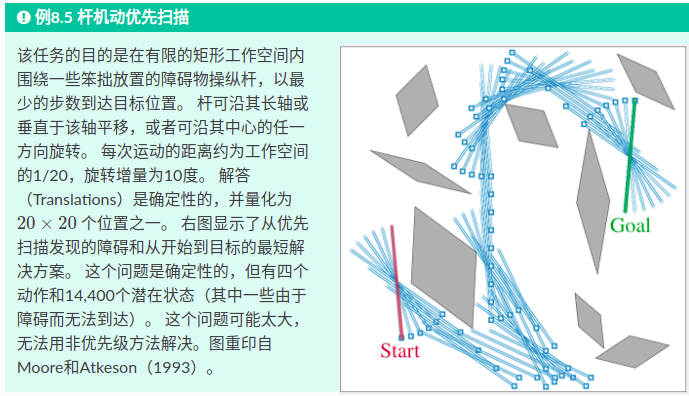 例8.5 杆机动优先扫描
该任务的目的是在有限的矩形工作空间内
围绕一些笨拙放置的障碍物操纵杆，以最
少的步数到达目标位置。 杆可沿其长轴或
垂直于该轴平移，或者可沿其中心的任一
方向旋转。 每次运动的距离约为工作空间
的1/20，旋转增量为10度。 解答
（Translations）是确定性的，并量化为
20 × 20 个位置之一。 右图显示了从优先
扫描发现的障碍和从开始到目标的最短解
决方案。 这个问题是确定性的，但有四个
动作和14,400个潜在状态（其中一些由于
障碍而无法到达）。 这个问题可能太大，
无法用非优先级方法解决。图重印自
Moore和Atkeson（1993）。
Goal
Start